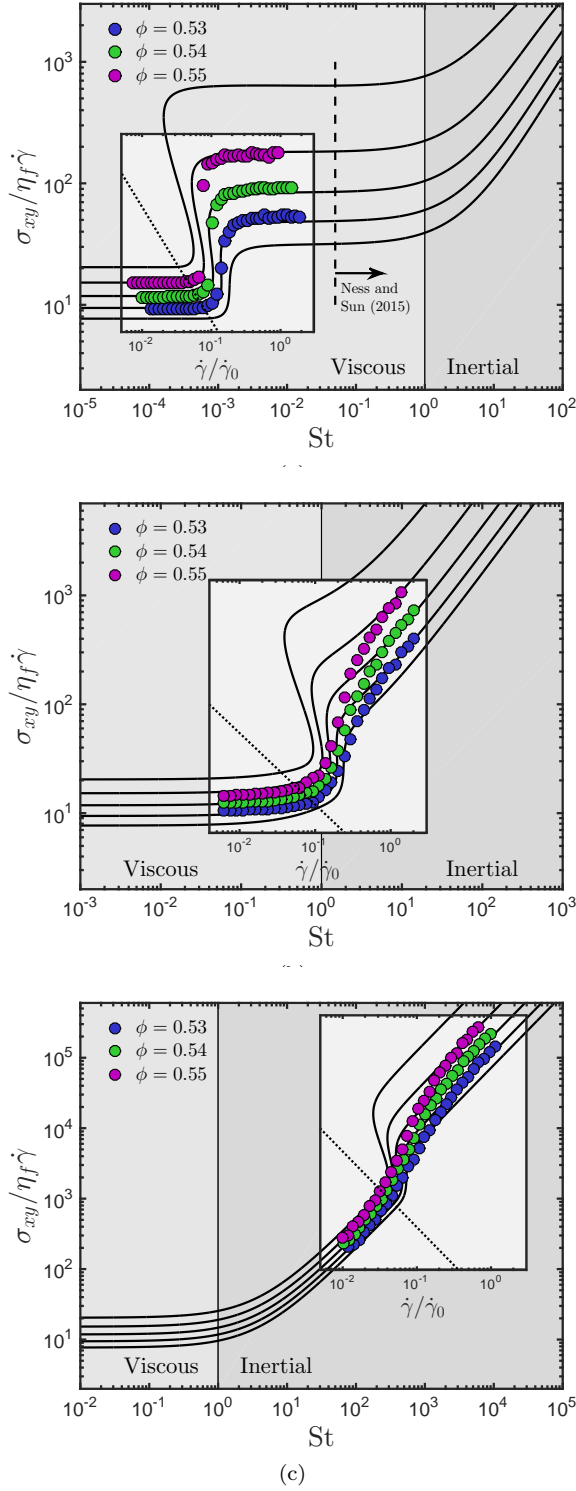 ϕ = 0.53
ϕ = 0.54
ϕ = 0.55
10³
10²
10¹
σxy/ηf γ̇
10⁻² 10⁻¹ 10⁰
γ̇/γ̇₀
Ness and
Sun (2015)
Viscous Inertial
10⁻⁵ 10⁻⁴ 10⁻³ 10⁻² 10⁻¹ 10⁰ 10¹ 10²
St
ϕ = 0.53
ϕ = 0.54
ϕ = 0.55
10³
10²
10¹
σxy/ηf γ̇
10⁻² 10⁻¹ 10⁰
Viscous γ̇/γ̇₀ Inertial
10⁻³ 10⁻² 10⁻¹ 10⁰ 10¹ 10² 10³
St
ϕ = 0.53
ϕ = 0.54
ϕ = 0.55
10⁵
10⁴
10³
10²
10¹
σxy/ηf γ̇
10⁻² 10⁻¹ 10⁰
γ̇/γ̇₀
Viscous Inertial
10⁻² 10⁻¹ 10⁰ 10¹ 10² 10³ 10⁴ 10⁵
St
(c)